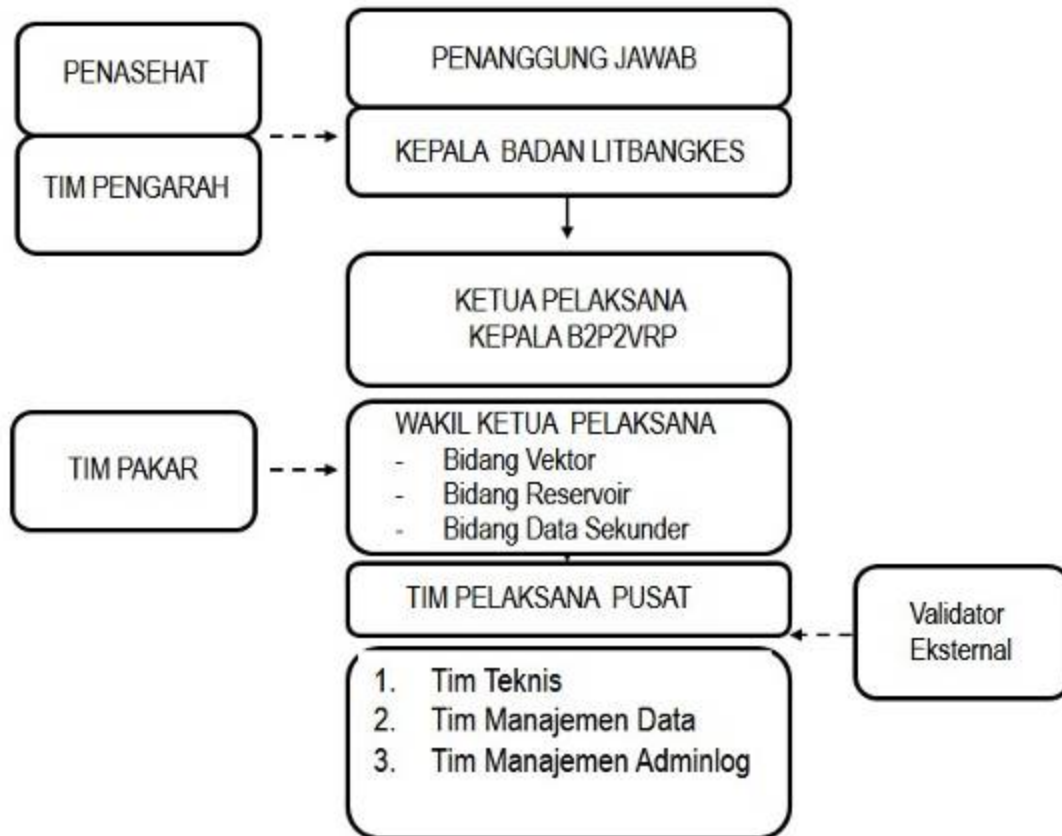 PENASEHAT
TIM PENGARAH
PENANGGUNG JAWAB
KEPALA BADAN LITBANGKES
KETUA PELAKSANA
KEPALA B2P2VRP
TIM PAKAR
WAKIL KETUA PELAKSANA
- Bidang Vektor
- Bidang Reservoir
- Bidang Data Sekunder
TIM PELAKSANA PUSAT
Validator
Eksternal
1. Tim Teknis
2. Tim Manajemen Data
3. Tim Manajemen Adminlog